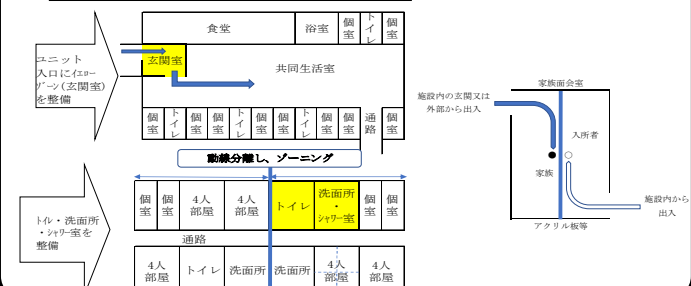 食堂
浴室
個室
トイレ
個室
ユニット
入口にｲｴﾛｰ
ｿﾞｰﾝ(玄関室)
を整備
玄関室
共同生活室
個室
トイレ
個室
個室
トイレ
個室
個室
トイレ
個室
個室
通路
個室
動線分離し、ゾーニング
ﾄｲﾚ・洗面所
・ｼｬﾜｰ室を
整備
個室
個室
4人
部屋
4人
部屋
トイレ
洗面所
・
ｼｬﾜｰ室
個室
個室
通路
4人
部屋
トイレ
洗面所
洗面所
4人
部屋
4人
部屋
家族面会室
施設内の玄関又は
外部から出入
入所者
家族
施設内から
出入
アクリル板等